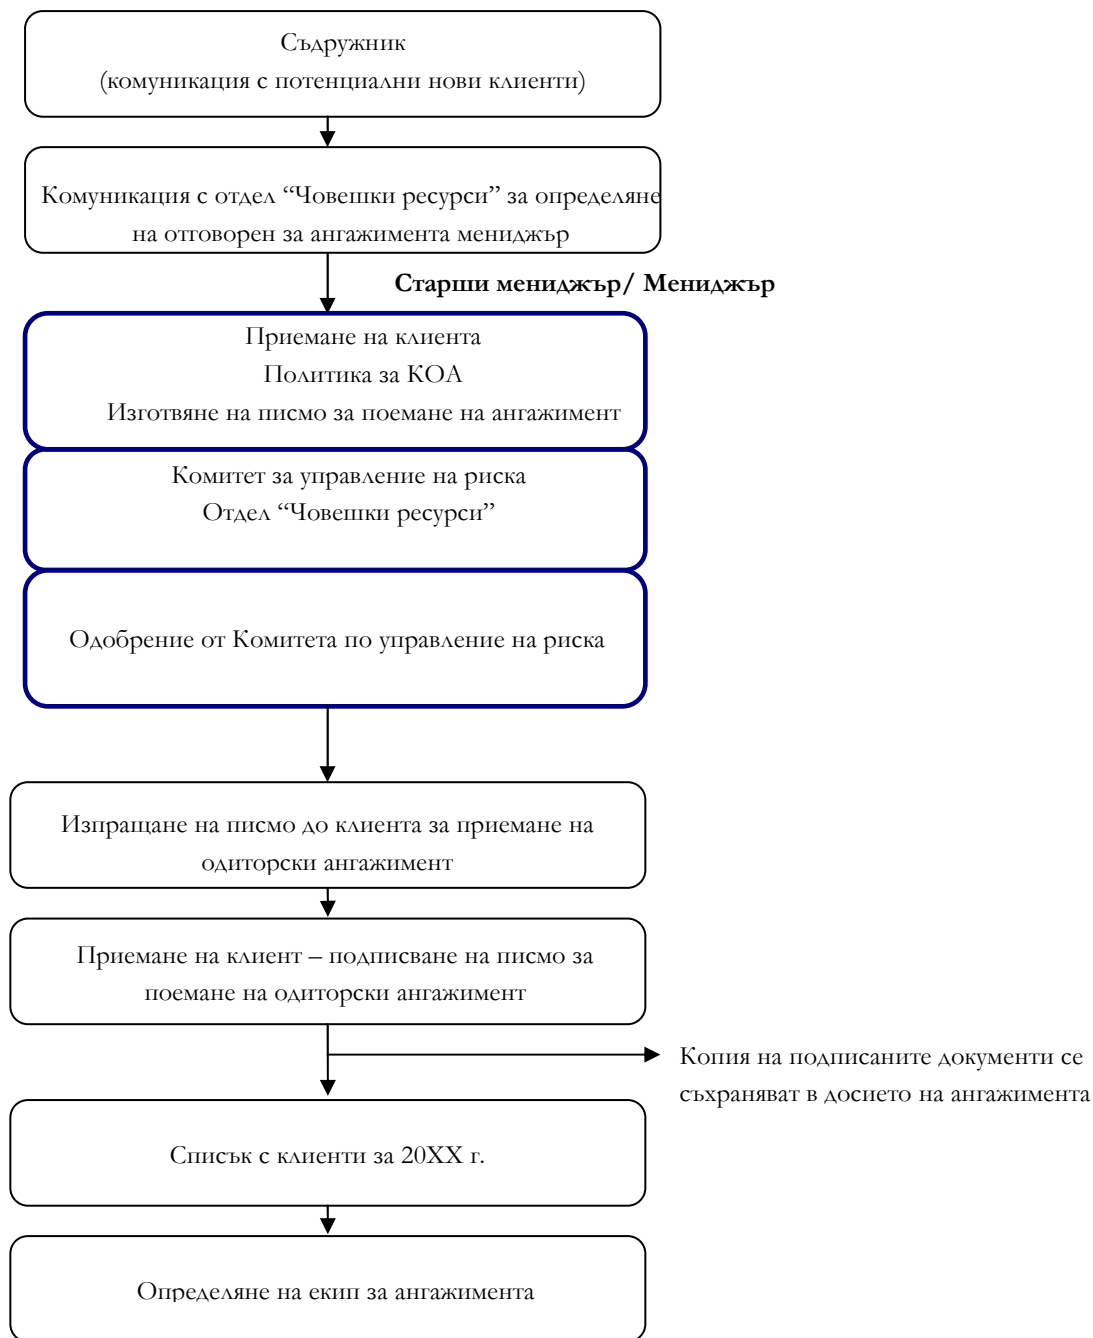 Съдружник
(комуникация с потенциални нови клиенти)
Комуникация с отдел “Човешки ресурси” за определяне
на отговорен за ангажимента мениджър
Старши мениджър/ Мениджър
Приемане на клиента
Политика за КОА
Изготвяне на писмо за поемане на ангажимент
Комитет за управление на риска
Отдел “Човешки ресурси”
Одобрение от Комитета по управление на риска
Изпращане на писмо до клиента за приемане на
одиторски ангажимент
Приемане на клиент – подписване на писмо за
поемане на одиторски ангажимент
Копия на подписаните документи се
съхраняват в досието на ангажимента
Списък с клиенти за 20XX г.
Определяне на екип за ангажимента